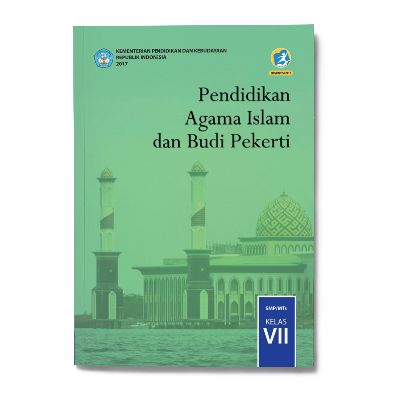 KEMENTERIAN PENDIDIKAN DAN KEBUDAYAAN
REPUBLIK INDONESIA
2017
Pendidikan
Agama Islam
dan Budi Pekerti
SMP/MTs
KELAS
VII